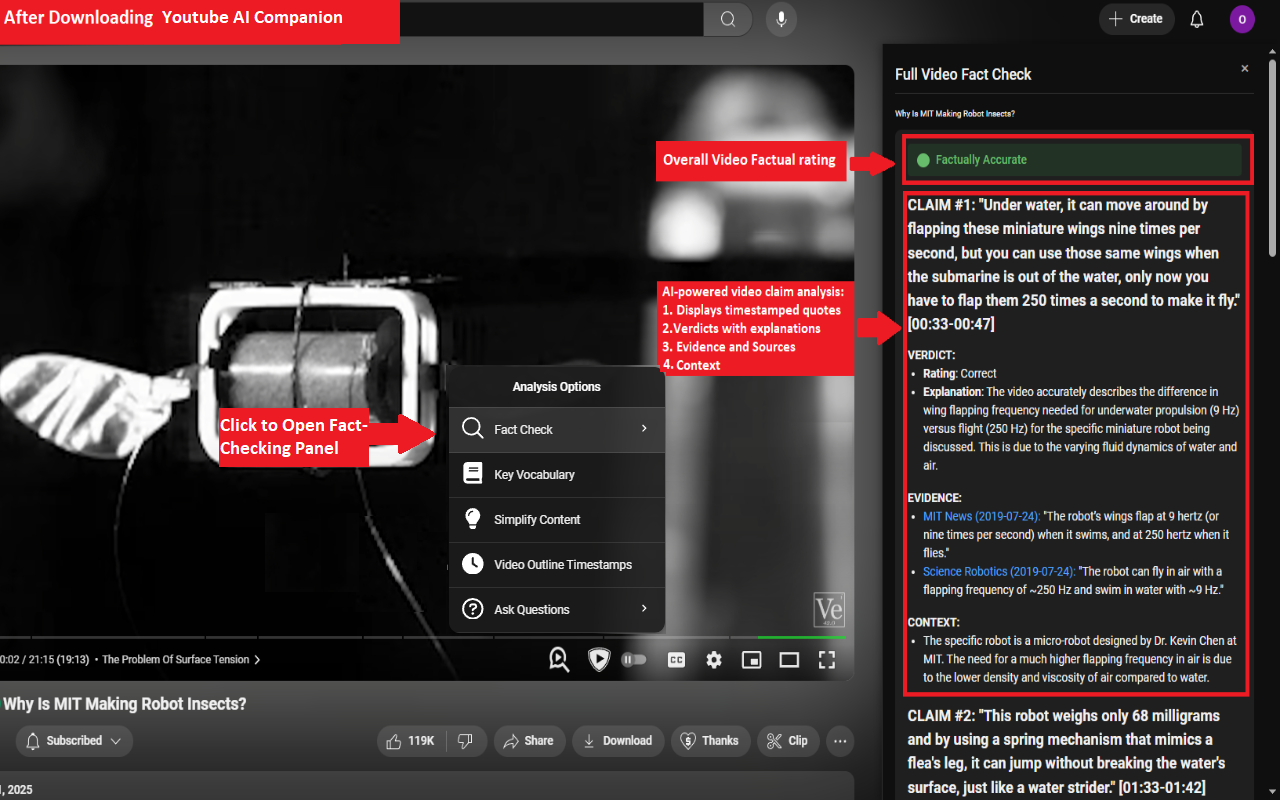 After Downloading Youtube AI Companion
Create
O
Full Video Fact Check
×
Why Is MIT Making Robot Insects?
Overall Video Factual rating
Factually Accurate
CLAIM #1: "Under water, it can move around by
flapping these miniature wings nine times per
second, but you can use those same wings when
the submarine is out of the water, only now you
have to flap them 250 times a second to make it fly."
[00:33-00:47]
AI-powered video claim analysis:
1. Displays timestamped quotes
2.Verdicts with explanations
3. Evidence and Sources
4. Context
VERDICT:
• Rating: Correct
• Explanation: The video accurately describes the difference in
wing flapping frequency needed for underwater propulsion (9 Hz)
versus flight (250 Hz) for the specific miniature robot being
discussed. This is due to the varying fluid dynamics of water and
air.
EVIDENCE:
• MIT News (2019-07-24): "The robot's wings flap at 9 hertz (or
nine times per second) when it swims, and at 250 hertz when it
flies."
• Science Robotics (2019-07-24): "The robot can fly in air with a
flapping frequency of ~250 Hz and swim in water with ~9 Hz."
CONTEXT:
• The specific robot is a micro-robot designed by Dr. Kevin Chen at
MIT. The need for a much higher flapping frequency in air is due
to the lower density and viscosity of air compared to water.
CLAIM #2: "This robot weighs only 68 milligrams
and by using a spring mechanism that mimics a
flea's leg, it can jump without breaking the water's
surface, just like a water strider." [01:33-01:42]
Click to Open Fact-
Checking Panel
Analysis Options
Fact Check
Key Vocabulary
Simplify Content
Video Outline Timestamps
Ask Questions
Ve
0:02 / 21:15 (19:13) • The Problem Of Surface Tension
CC
Why Is MIT Making Robot Insects?
Subscribed
119K
Share
Download
Thanks
Clip
, 2025